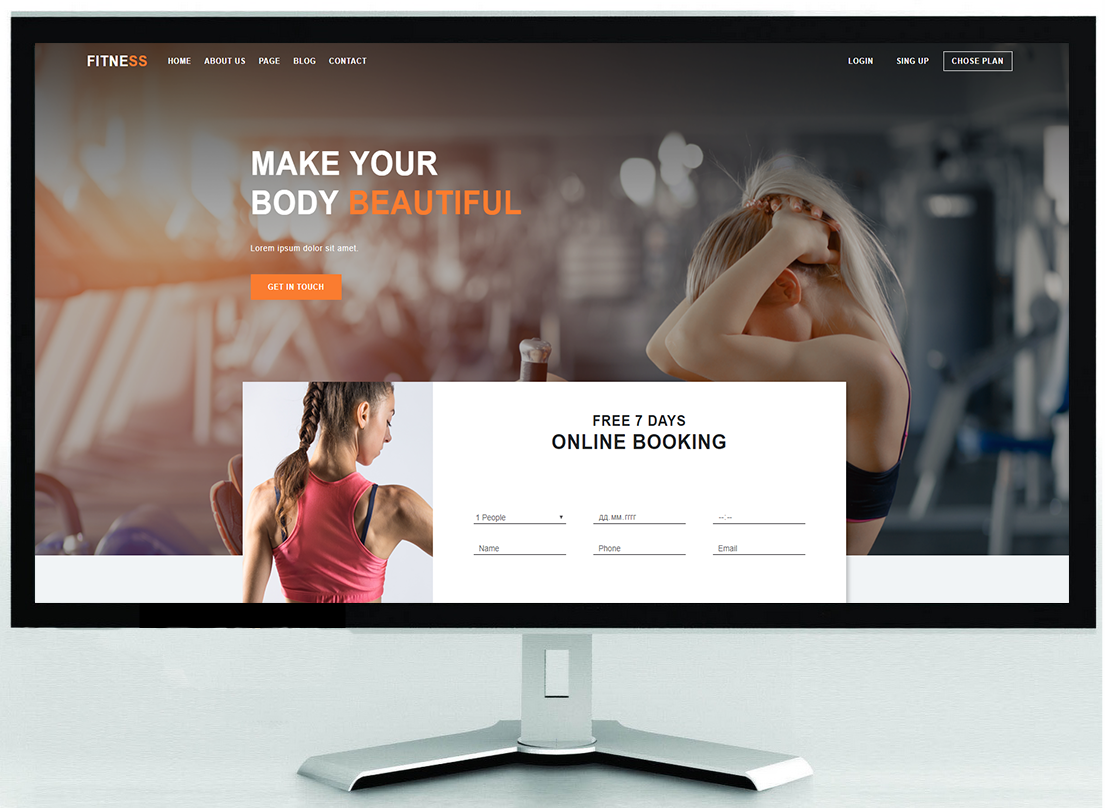 FITNESS HOME ABOUT US PAGE BLOG CONTACT LOGIN SING UP CHOSE PLAN
MAKE YOUR
BODY BEAUTIFUL
Lorem ipsum dolor sit amet.
GET IN TOUCH
FREE 7 DAYS
ONLINE BOOKING
1 People ДД.ММ.ГГГГ --:--
Name Phone Email